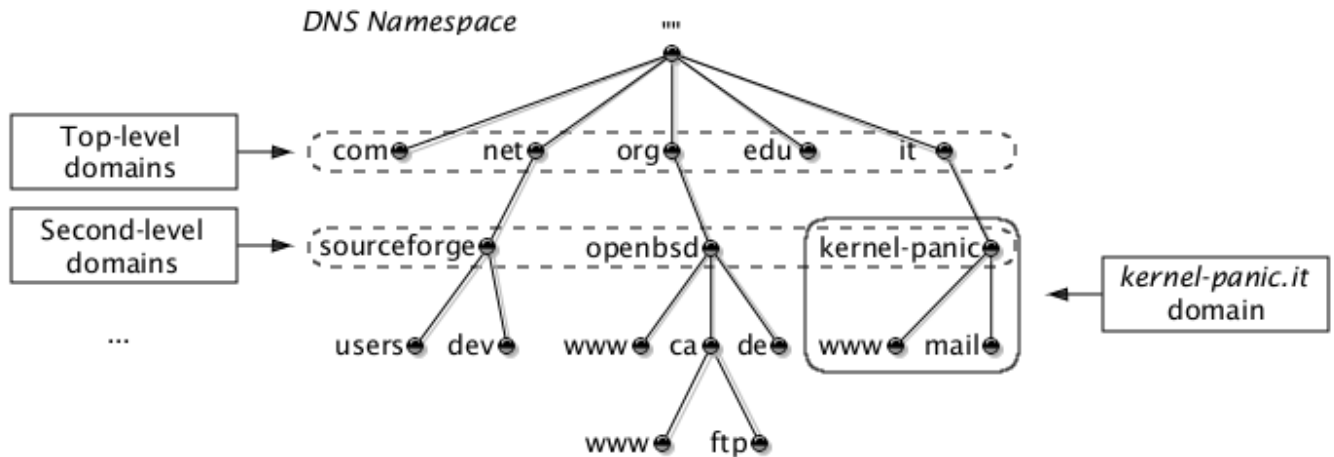 DNS Namespace
""
Top-level
domains
com net org edu it
Second-level
domains
sourceforge openbsd kernel-panic
kernel-panic.it
domain
...
users dev www ca de www mail
www ftp